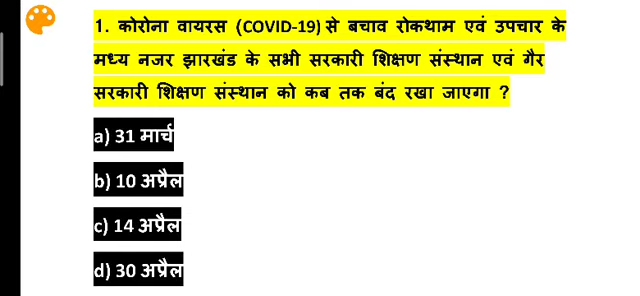 1. कोरोना वायरस (COVID-19) से बचाव रोकथाम एवं उपचार के
मध्य नजर झारखंड के सभी सरकारी शिक्षण संस्थान एवं गैर
सरकारी शिक्षण संस्थान को कब तक बंद रखा जाएगा ?
a) 31 मार्च
b) 10 अप्रैल
c) 14 अप्रैल
d) 30 अप्रैल